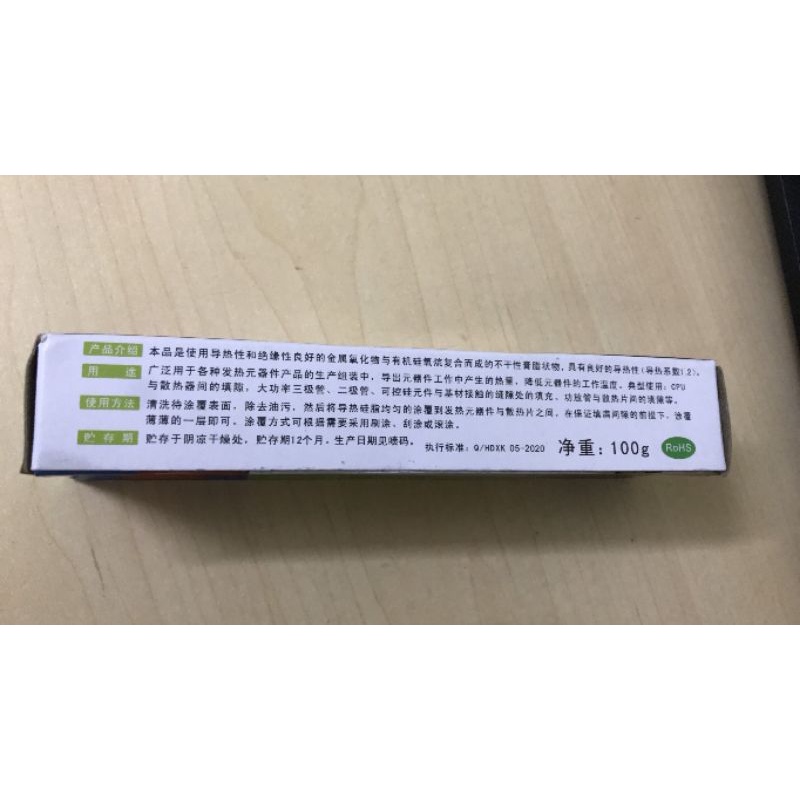 产品介绍 本品是使用导热性和绝缘性良好的金属氧化物与有机硅氧烷复合而成的不干性膏脂状物，具有良好的导热性（导热系数1.2）。
用 途 广泛用于各种发热元器件产品的生产组装中，导出元器件工作中产生的热量，降低元器件的工作温度。典型使用：CPU
与散热器间的填脂，大功率三极管、二极管、可控硅元件与基材接触的缝隙处的填充，功放管与散热片间的填绦等。
使用方法 清洗待涂覆表面，除去油污，然后将导热硅脂均匀的涂覆到发热元器件与散热片之间，在保证填满间隙的前提下，涂覆
薄薄的一层即可，涂覆方式可根据需要采用刷涂、刮涂或滚涂。
贮 存 期 贮存于阴凉干燥处，贮存期12个月，生产日期见喷码。
执行标准：Q/HDXK 05-2020 净重：100g RoHS